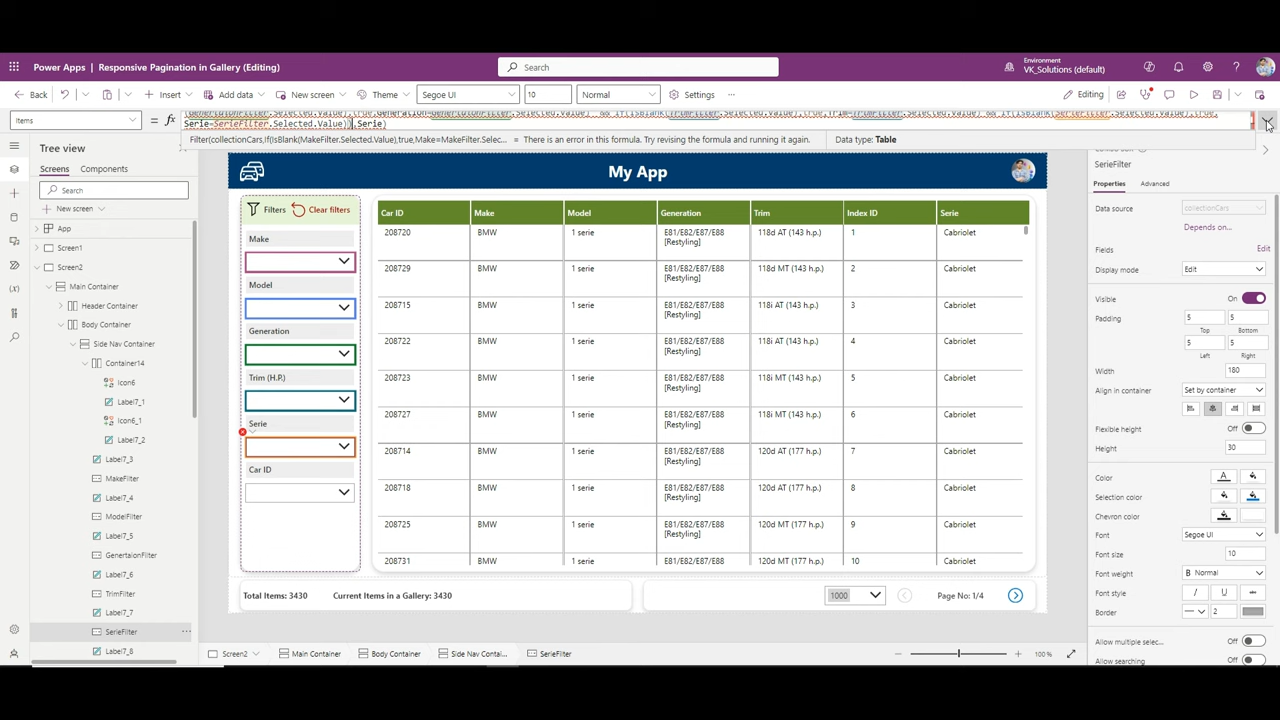 Power Apps | Responsive Pagination in Gallery (Editing)
Search
Environment
VK_Solutions (default)
Back
Add data
New screen
Theme
Segoe UI
10
Normal
Settings
Editing
Items
= fx
Serie=SerieFilter.Selected.Value)),Serie)
Filter(collectionCars,If(IsBlank(MakeFilter.Selected.Value),true,Make=MakeFilter.Selec... = There is an error in this formula. Try revising the formula and running it again.
Data type: Table
Tree view
Screens
Components
Search
New screen
App
Screen1
Screen2
Main Container
Header Container
Body Container
Side Nav Container
Container14
Icon6
Label7_1
Icon6_1
Label7_2
Label7_3
MakeFilter
Label7_4
ModelFilter
Label7_5
GenertaionFilter
Label7_6
TrimFilter
Label7_7
SerieFilter
Label7_8
My App
Filters
Clear filters
Make
Model
Generation
Trim (H.P.)
Serie
Car ID
Car ID Make Model Generation Trim Index ID Serie
208720 BMW 1 serie E81/E82/E87/E88 [Restyling] 118d AT (143 h.p.) 1 Cabriolet
208729 BMW 1 serie E81/E82/E87/E88 [Restyling] 118d MT (143 h.p.) 2 Cabriolet
208715 BMW 1 serie E81/E82/E87/E88 [Restyling] 118i AT (143 h.p.) 3 Cabriolet
208722 BMW 1 serie E81/E82/E87/E88 [Restyling] 118i AT (143 h.p.) 4 Cabriolet
208723 BMW 1 serie E81/E82/E87/E88 [Restyling] 118i MT (143 h.p.) 5 Cabriolet
208727 BMW 1 serie E81/E82/E87/E88 [Restyling] 118i MT (143 h.p.) 6 Cabriolet
208714 BMW 1 serie E81/E82/E87/E88 [Restyling] 120d AT (177 h.p.) 7 Cabriolet
208718 BMW 1 serie E81/E82/E87/E88 [Restyling] 120d AT (177 h.p.) 8 Cabriolet
208725 BMW 1 serie E81/E82/E87/E88 [Restyling] 120d MT (177 h.p.) 9 Cabriolet
208731 BMW 1 serie E81/E82/E87/E88 120d MT (177 h.p.) 10 Cabriolet
Total Items: 3430
Current Items in a Gallery: 3430
1000
Page No: 1/4
Screen2
Main Container
Body Container
Side Nav Contai...
SerieFilter
100 %
SerieFilter
Properties
Advanced
Data source
collectionCars
Depends on...
Fields
Edit
Display mode
Edit
Visible
On
Padding
5
5
Top
Bottom
5
5
Left
Right
Width
180
Align in container
Set by container
Flexible height
Off
Height
30
Color
Selection color
Chevron color
Font
Segoe UI
Font size
10
Font weight
B Normal
Font style
Border
2
Allow multiple selec...
Off
Allow searching
Off